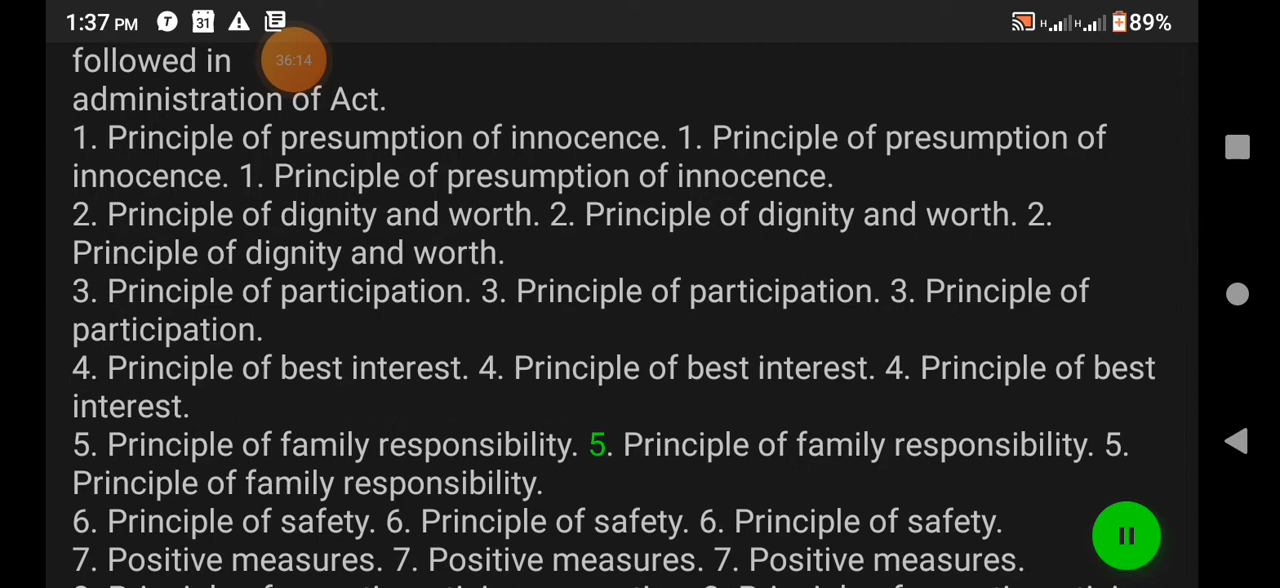 1:37 PM T 31 H H 89%
followed in
36:14
administration of Act.
1. Principle of presumption of innocence. 1. Principle of presumption of
innocence. 1. Principle of presumption of innocence.
2. Principle of dignity and worth. 2. Principle of dignity and worth. 2.
Principle of dignity and worth.
3. Principle of participation. 3. Principle of participation. 3. Principle of
participation.
4. Principle of best interest. 4. Principle of best interest. 4. Principle of best
interest.
5. Principle of family responsibility. 5. Principle of family responsibility. 5.
Principle of family responsibility.
6. Principle of safety. 6. Principle of safety. 6. Principle of safety.
7. Positive measures. 7. Positive measures. 7. Positive measures.